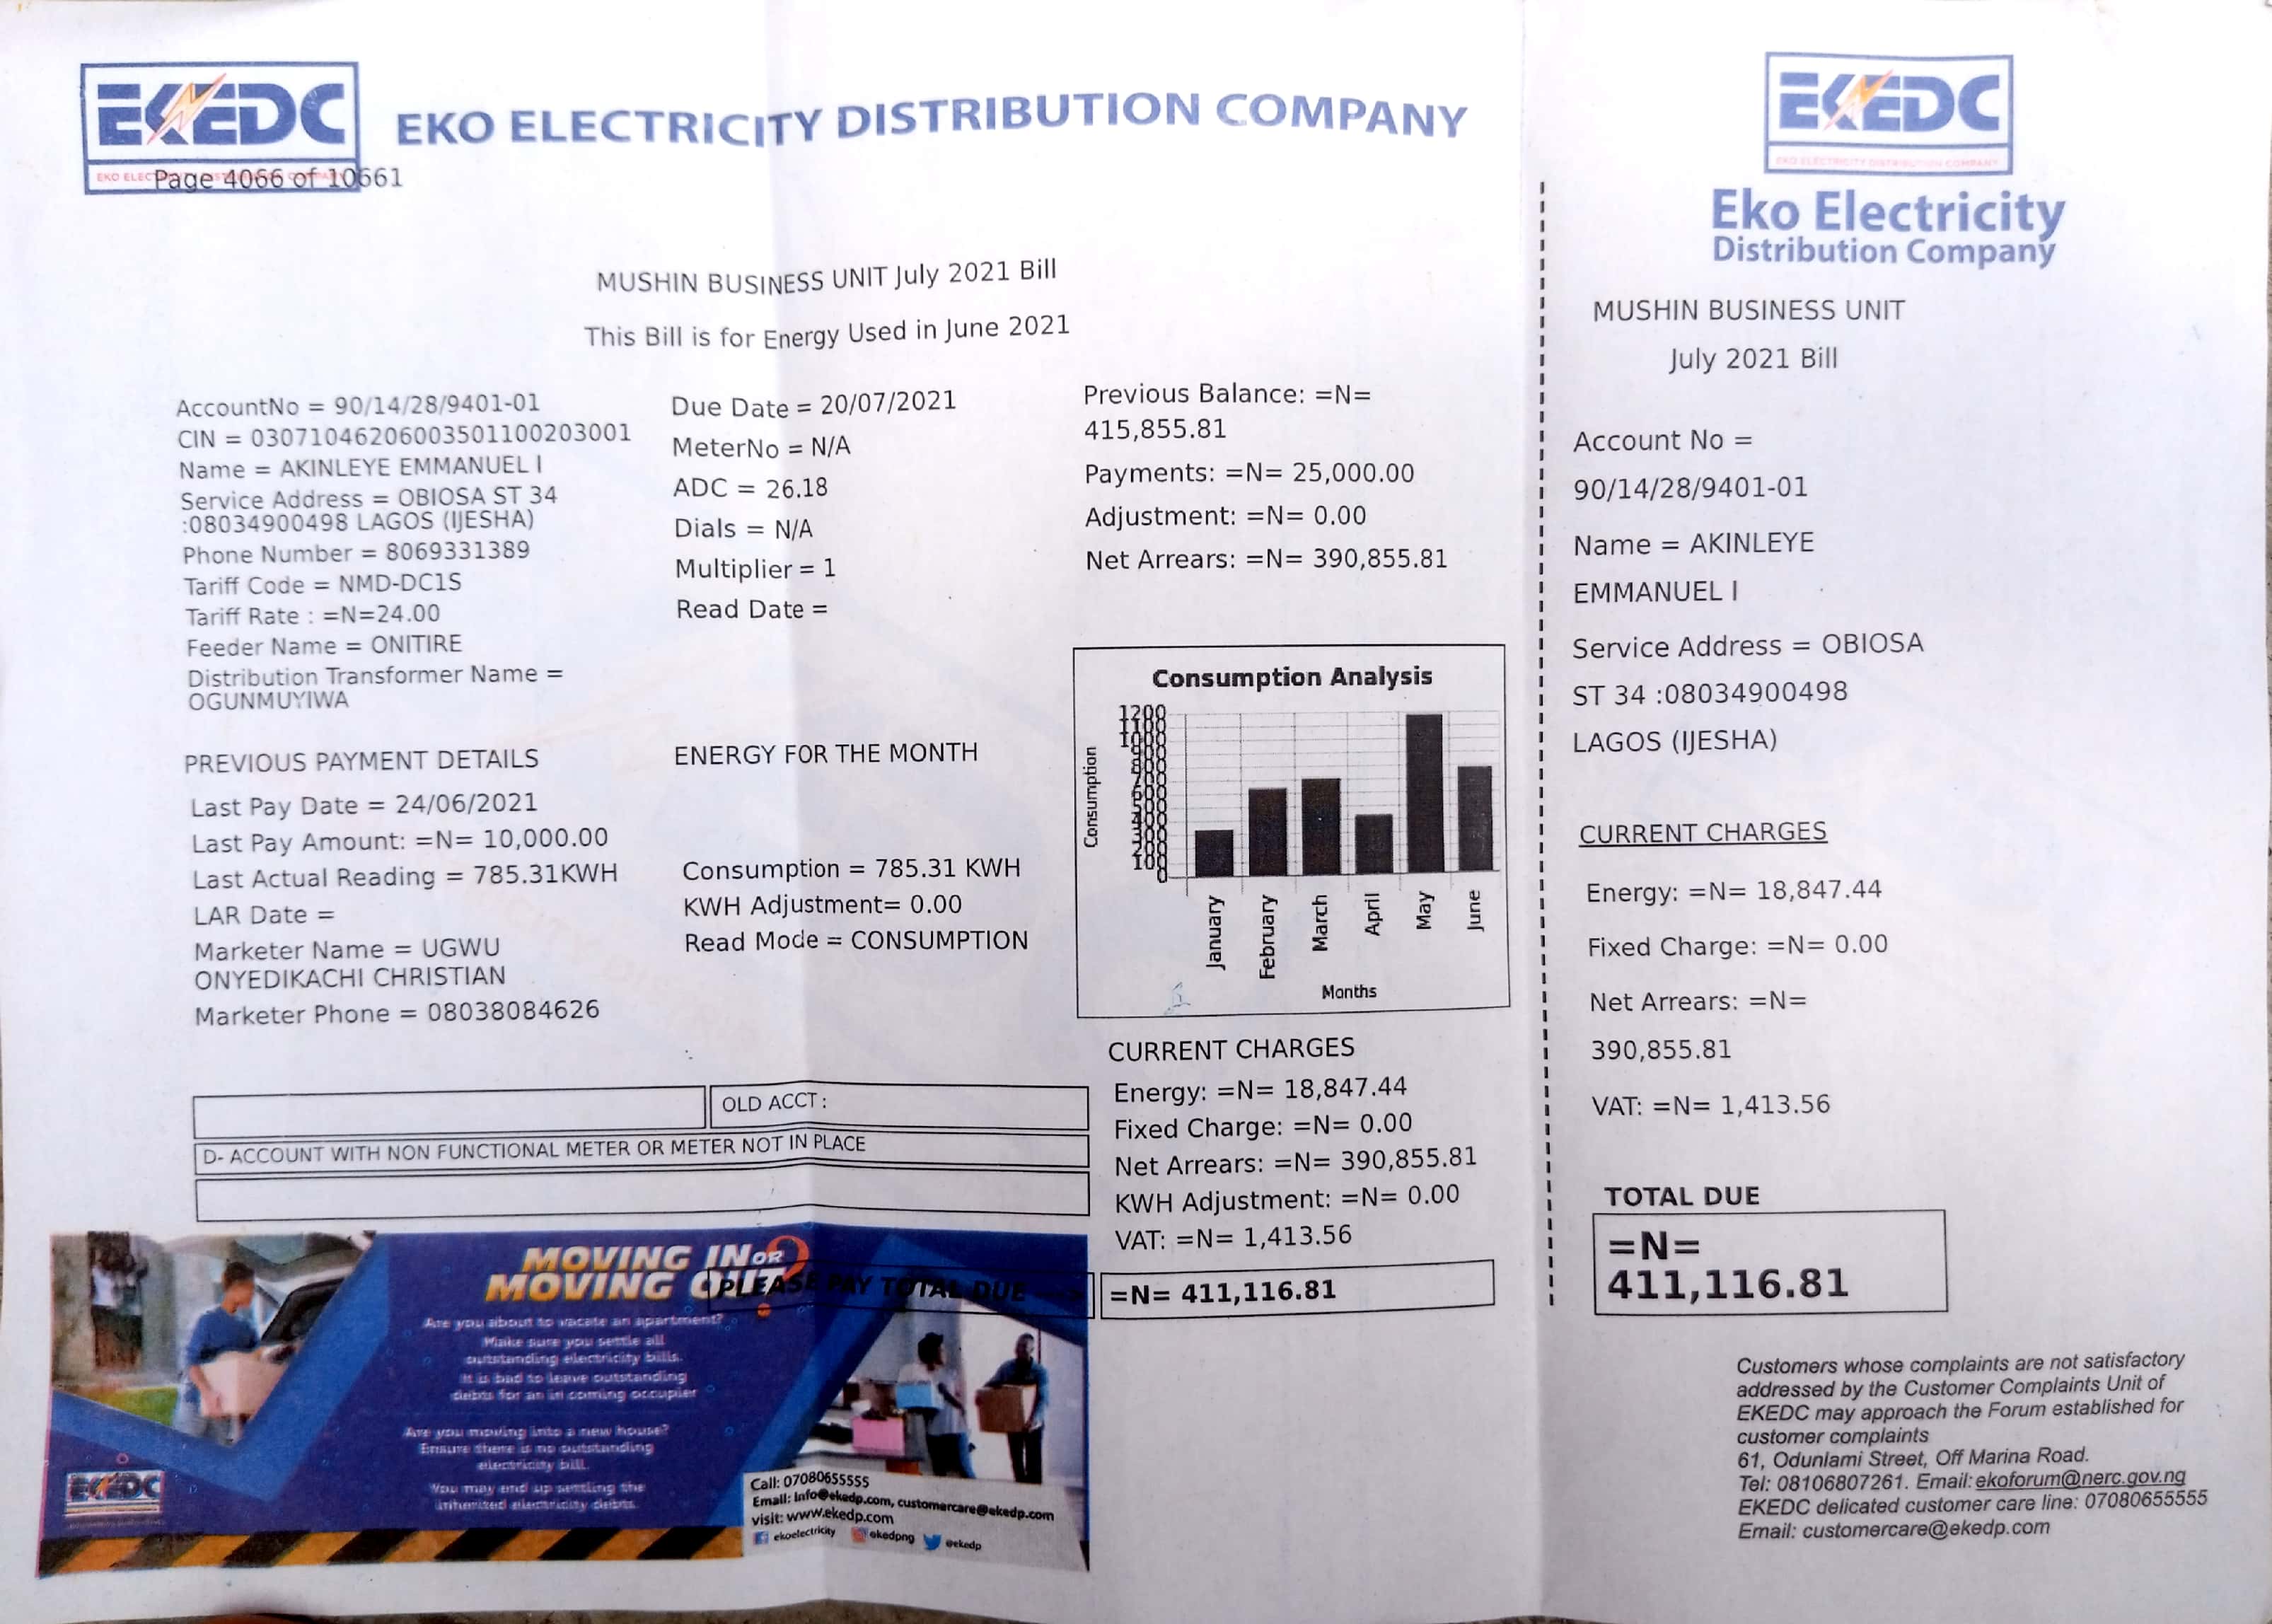 EKEDC
EKO ELECTRICITY DISTRIBUTION COMPANY
Page 4066 of 10661
MUSHIN BUSINESS UNIT July 2021 Bill
This Bill is for Energy Used in June 2021
AccountNo = 90/14/28/9401-01
CIN = 03071046206003501100203001
Name = AKINLEYE EMMANUEL I
Service Address = OBIOSA ST 34
:08034900498 LAGOS (IJESHA)
Phone Number = 8069331389
Tariff Code = NMD-DC1S
Tariff Rate : =N=24.00
Feeder Name = ONITIRE
Distribution Transformer Name =
OGUNMUYIWA
Due Date = 20/07/2021
MeterNo = N/A
ADC = 26.18
Dials = N/A
Multiplier = 1
Read Date =
Previous Balance: =N=
415,855.81
Payments: =N= 25,000.00
Adjustment: =N= 0.00
Net Arrears: =N= 390,855.81
PREVIOUS PAYMENT DETAILS
Last Pay Date = 24/06/2021
Last Pay Amount: =N= 10,000.00
Last Actual Reading = 785.31KWH
LAR Date =
Marketer Name = UGWU
ONYEDIKACHI CHRISTIAN
Marketer Phone = 08038084626
ENERGY FOR THE MONTH
Consumption = 785.31 KWH
KWH Adjustment= 0.00
Read Mode = CONSUMPTION
Consumption Analysis
Consumption
1200
1100
1000
900
800
700
600
500
400
300
200
100
0
January
February
March
April
May
June
Months
OLD ACCT :
D- ACCOUNT WITH NON FUNCTIONAL METER OR METER NOT IN PLACE
CURRENT CHARGES
Energy: =N= 18,847.44
Fixed Charge: =N= 0.00
Net Arrears: =N= 390,855.81
KWH Adjustment: =N= 0.00
VAT: =N= 1,413.56
PLEASE PAY TOTAL DUE
=N= 411,116.81
MOVING IN OR
MOVING OUT?
Are you about to vacate an apartment?
Make sure you settle all
outstanding electricity bills.
It is bad to leave outstanding
debts for an in coming occupier
Are you moving into a new house?
Ensure there is no outstanding
electricity bill.
You may end up settling the
inherited electricity debts.
EKEDC
Call: 07080655555
Email: Info@ekedp.com, customercare@ekedp.com
visit: www.ekedp.com
ekoelectricity ekedpng @ekedp
EKEDC
EKO ELECTRICITY DISTRIBUTION COMPANY
Eko Electricity
Distribution Company
MUSHIN BUSINESS UNIT
July 2021 Bill
Account No =
90/14/28/9401-01
Name = AKINLEYE
EMMANUEL I
Service Address = OBIOSA
ST 34 :08034900498
LAGOS (IJESHA)
CURRENT CHARGES
Energy: =N= 18,847.44
Fixed Charge: =N= 0.00
Net Arrears: =N=
390,855.81
VAT: =N= 1,413.56
TOTAL DUE
=N=
411,116.81
Customers whose complaints are not satisfactory
addressed by the Customer Complaints Unit of
EKEDC may approach the Forum established for
customer complaints
61, Odunlami Street, Off Marina Road.
Tel: 08106807261. Email: ekoforum@nerc.gov.ng
EKEDC delicated customer care line: 07080655555
Email: customercare@ekedp.com